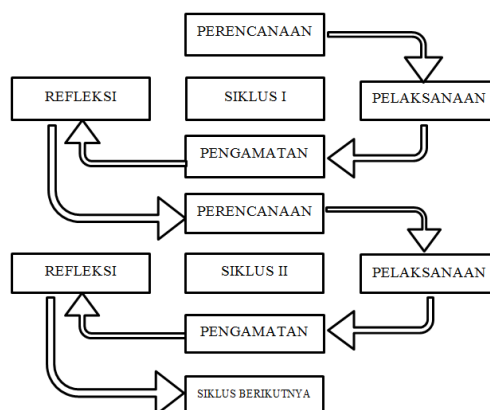 PERENCANAAN
REFLEKSI
SIKLUS I
PELAKSANAAN
PENGAMATAN
PERENCANAAN
REFLEKSI
SIKLUS II
PELAKSANAAN
PENGAMATAN
SIKLUS BERIKUTNYA